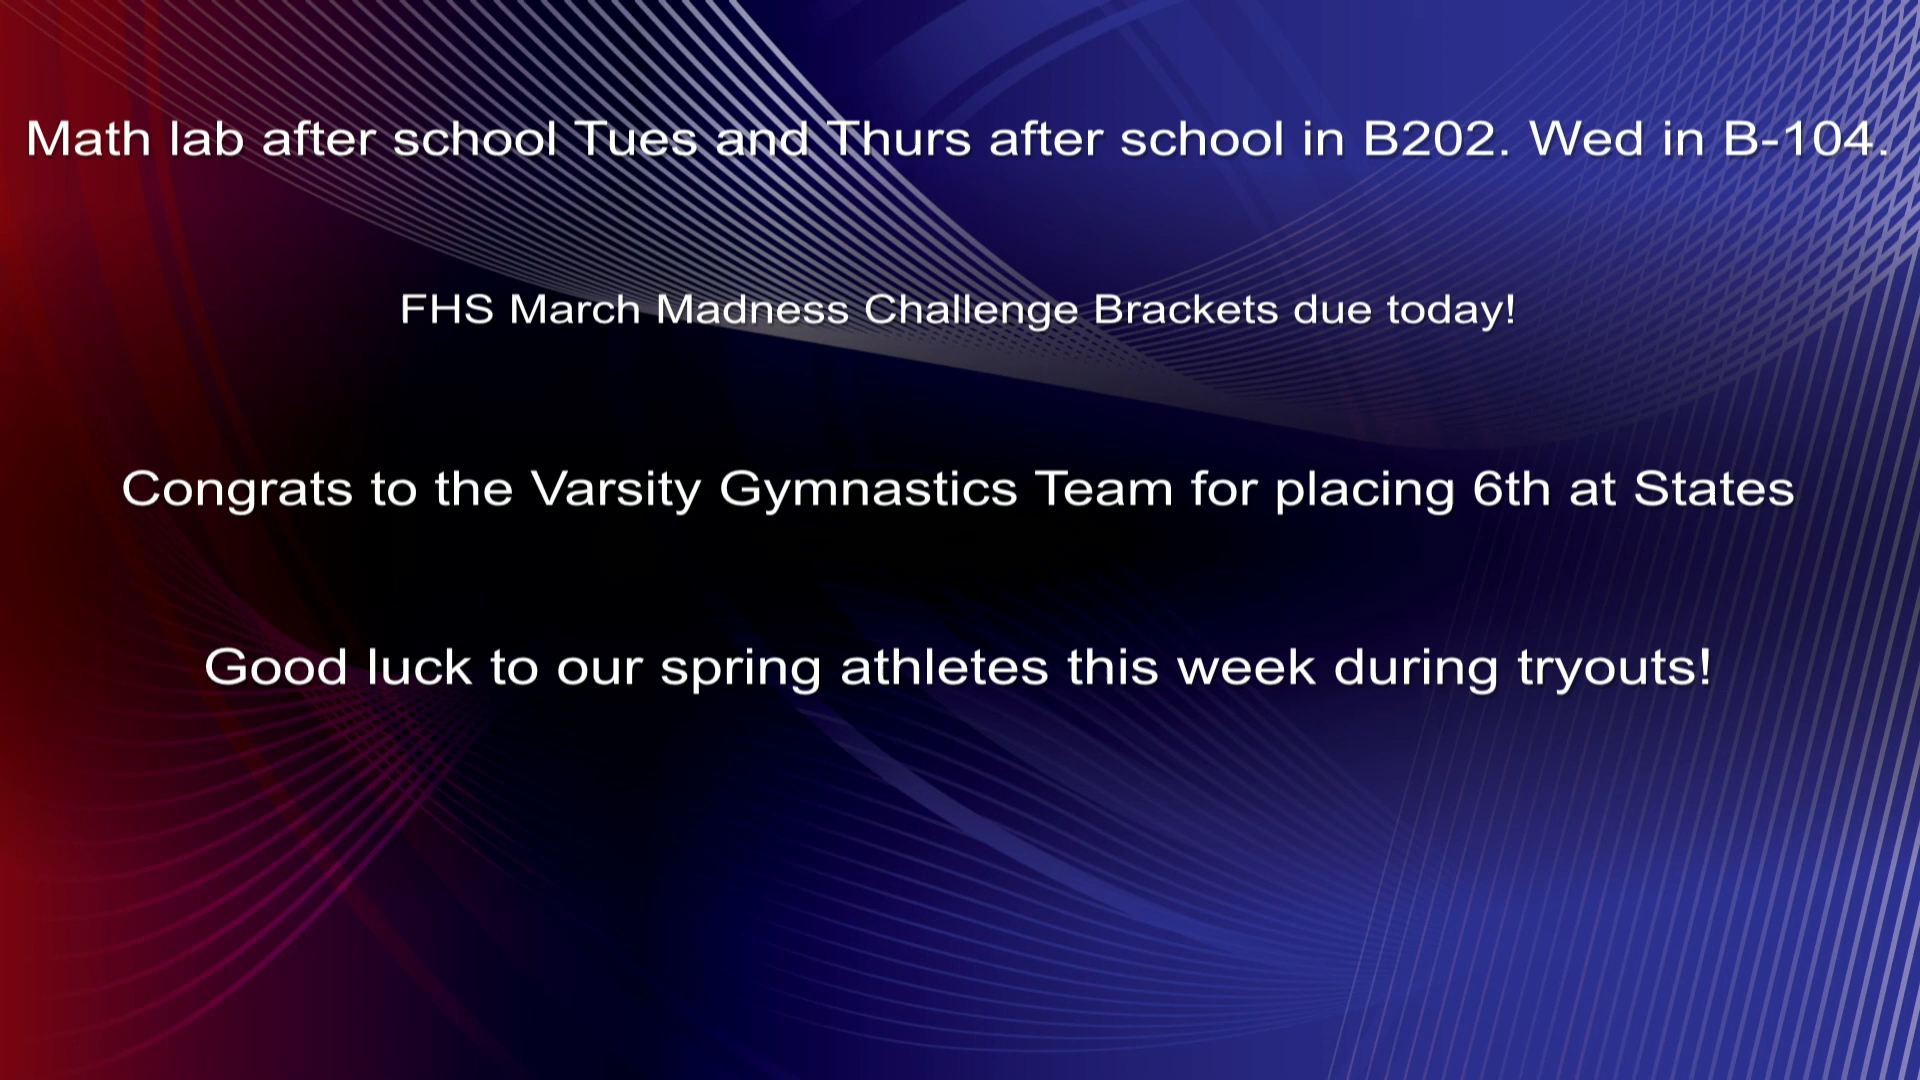 Math lab after school Tues and Thurs after school in B202. Wed in B-104.
FHS March Madness Challenge Brackets due today!
Congrats to the Varsity Gymnastics Team for placing 6th at States
Good luck to our spring athletes this week during tryouts!